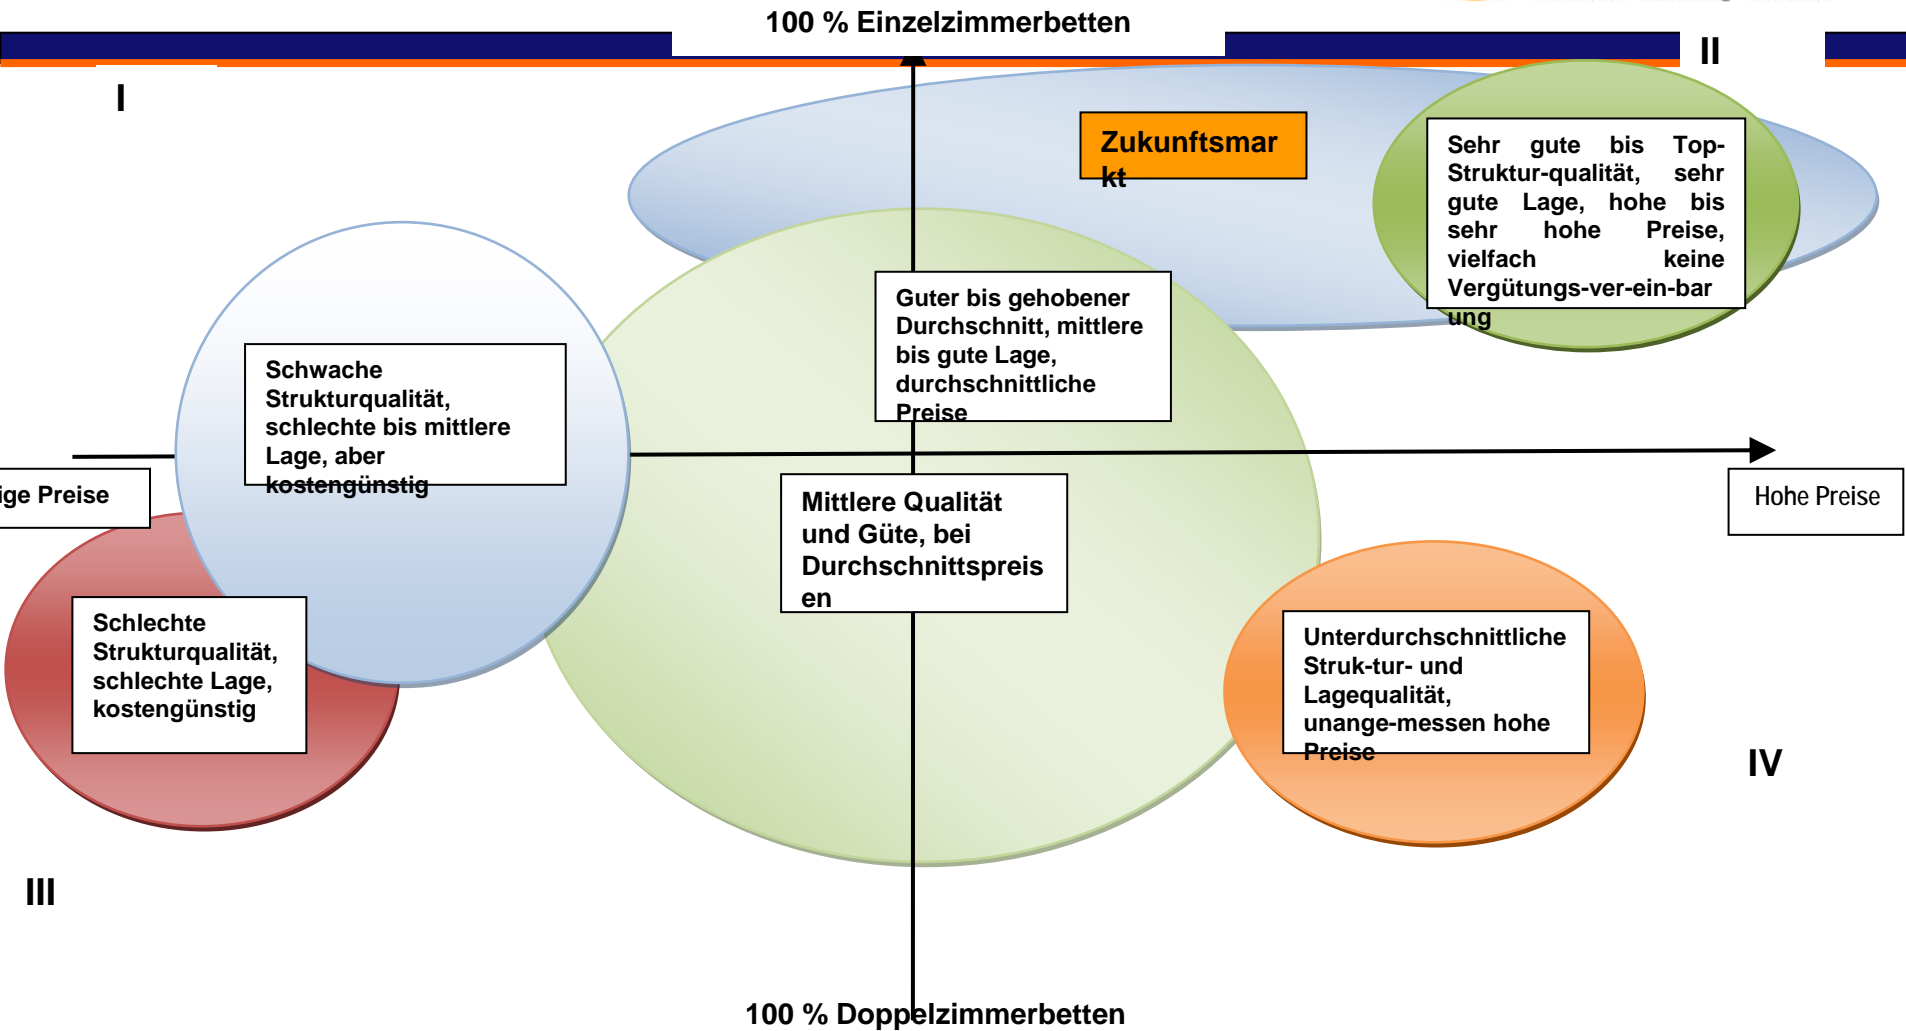 100 % Einzelzimmerbetten
II
I
Zukunftsmar
kt
Sehr gute bis Top-
Struktur-qualität, sehr
gute Lage, hohe bis
sehr hohe Preise,
vielfach keine
Vergütungs-ver-ein-bar
ung
Guter bis gehobener
Durchschnitt, mittlere
bis gute Lage,
durchschnittliche
Preise
Schwache
Strukturqualität,
schlechte bis mittlere
Lage, aber
kostengünstig
ige Preise
Hohe Preise
Mittlere Qualität
und Güte, bei
Durchschnittspreis
en
Schlechte
Strukturqualität,
schlechte Lage,
kostengünstig
Unterdurchschnittliche
Struk-tur- und
Lagequalität,
unange-messen hohe
Preise
IV
III
100 % Doppelzimmerbetten